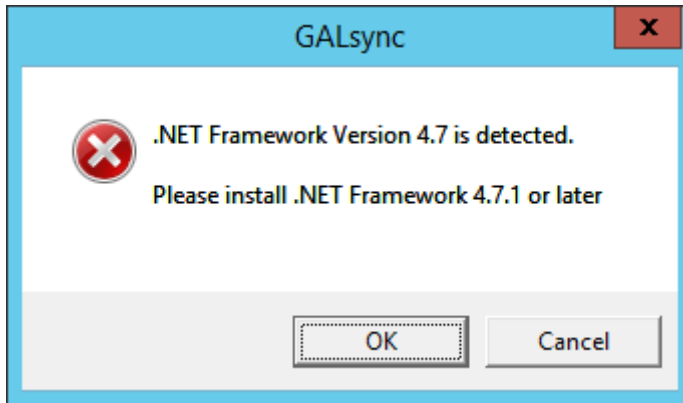 GALsync
x
.NET Framework Version 4.7 is detected.
Please install .NET Framework 4.7.1 or later
OK
Cancel